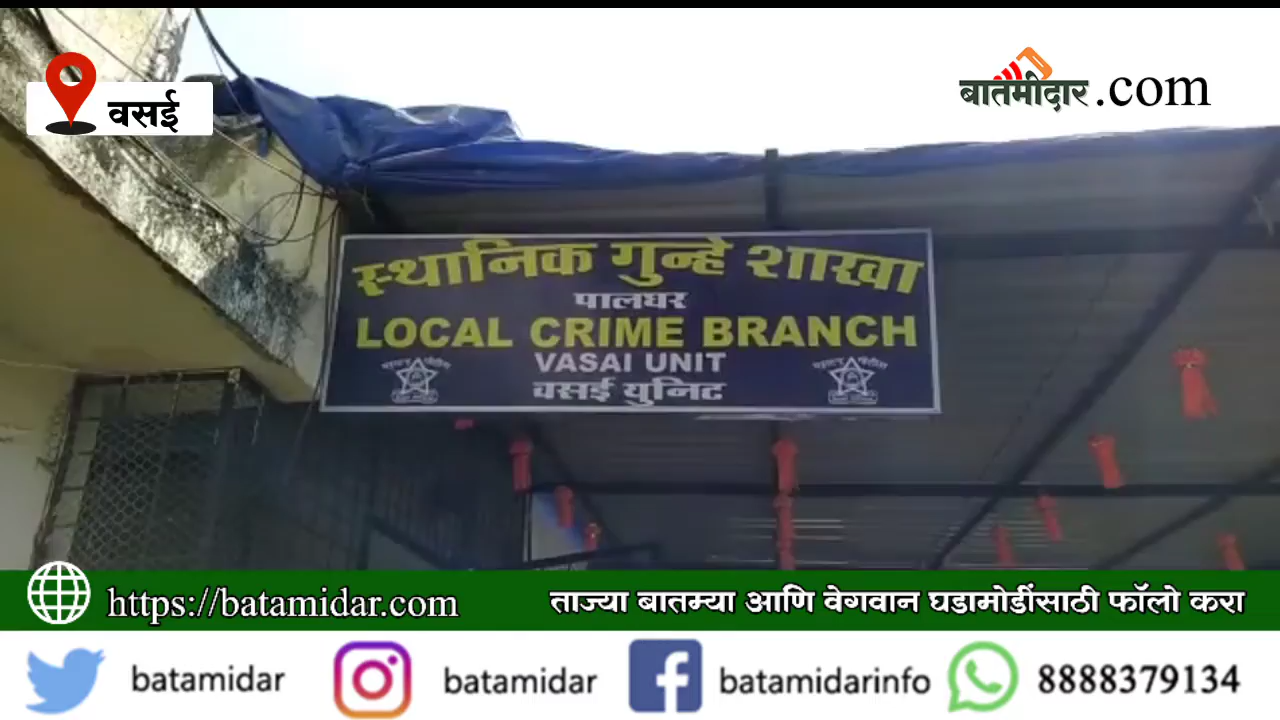 वसई
बातमीदार.com
स्थानिक गुन्हे शाखा
पालघर
LOCAL CRIME BRANCH
VASAI UNIT
वसई युनिट
https://batamidar.com
ताज्या बातम्या आणि वेगवान घडामोडींसाठी फॉलो करा
batamidar
batamidar
batamidarinfo
8888379134